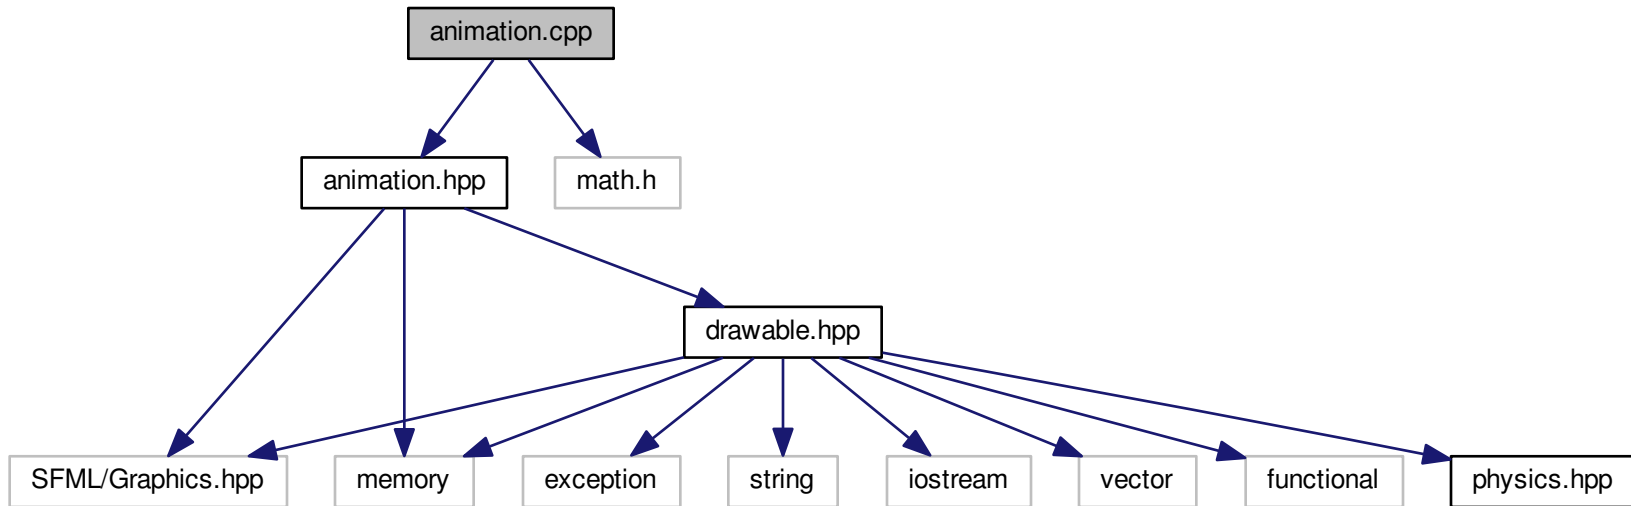 animation.cpp
animation.hpp
math.h
drawable.hpp
SFML/Graphics.hpp
memory
exception
string
iostream
vector
functional
physics.hpp